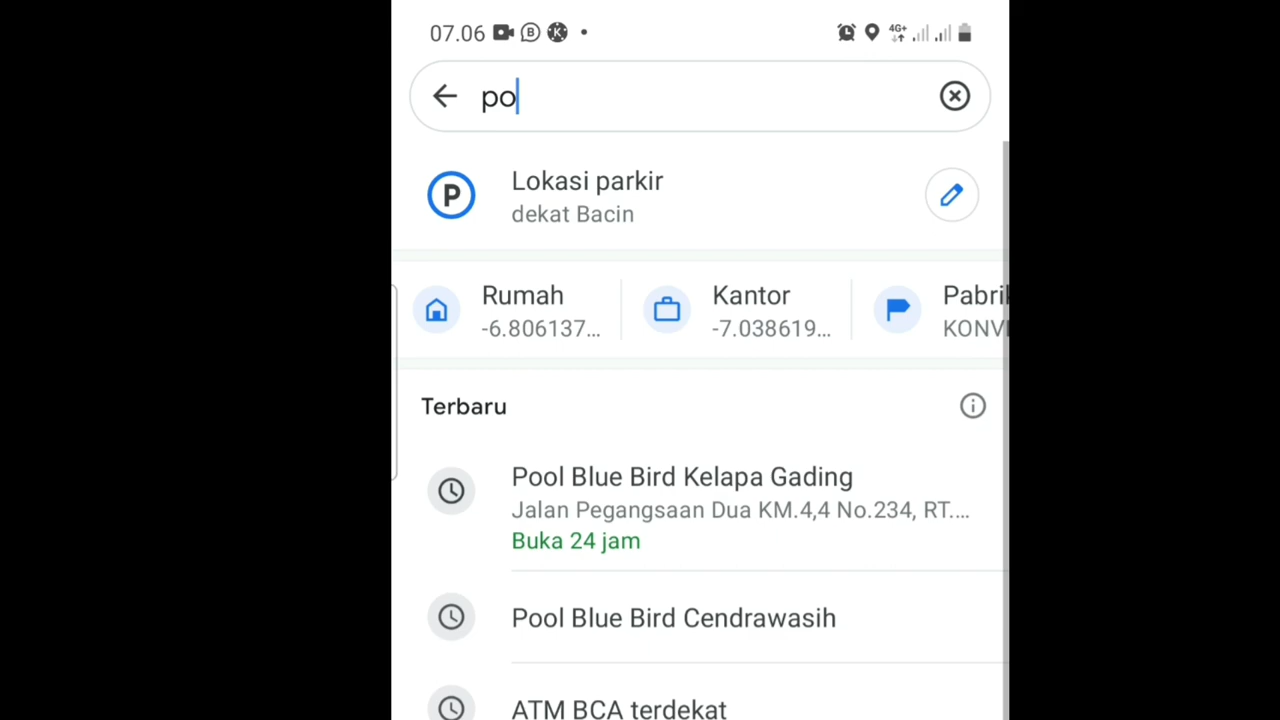 07.06
4G+
po
P
Lokasi parkir
dekat Bacin
Rumah
-6.806137...
Kantor
-7.038619...
Pabrik
KONV
Terbaru
Pool Blue Bird Kelapa Gading
Jalan Pegangsaan Dua KM.4,4 No.234, RT....
Buka 24 jam
Pool Blue Bird Cendrawasih
ATM BCA terdekat